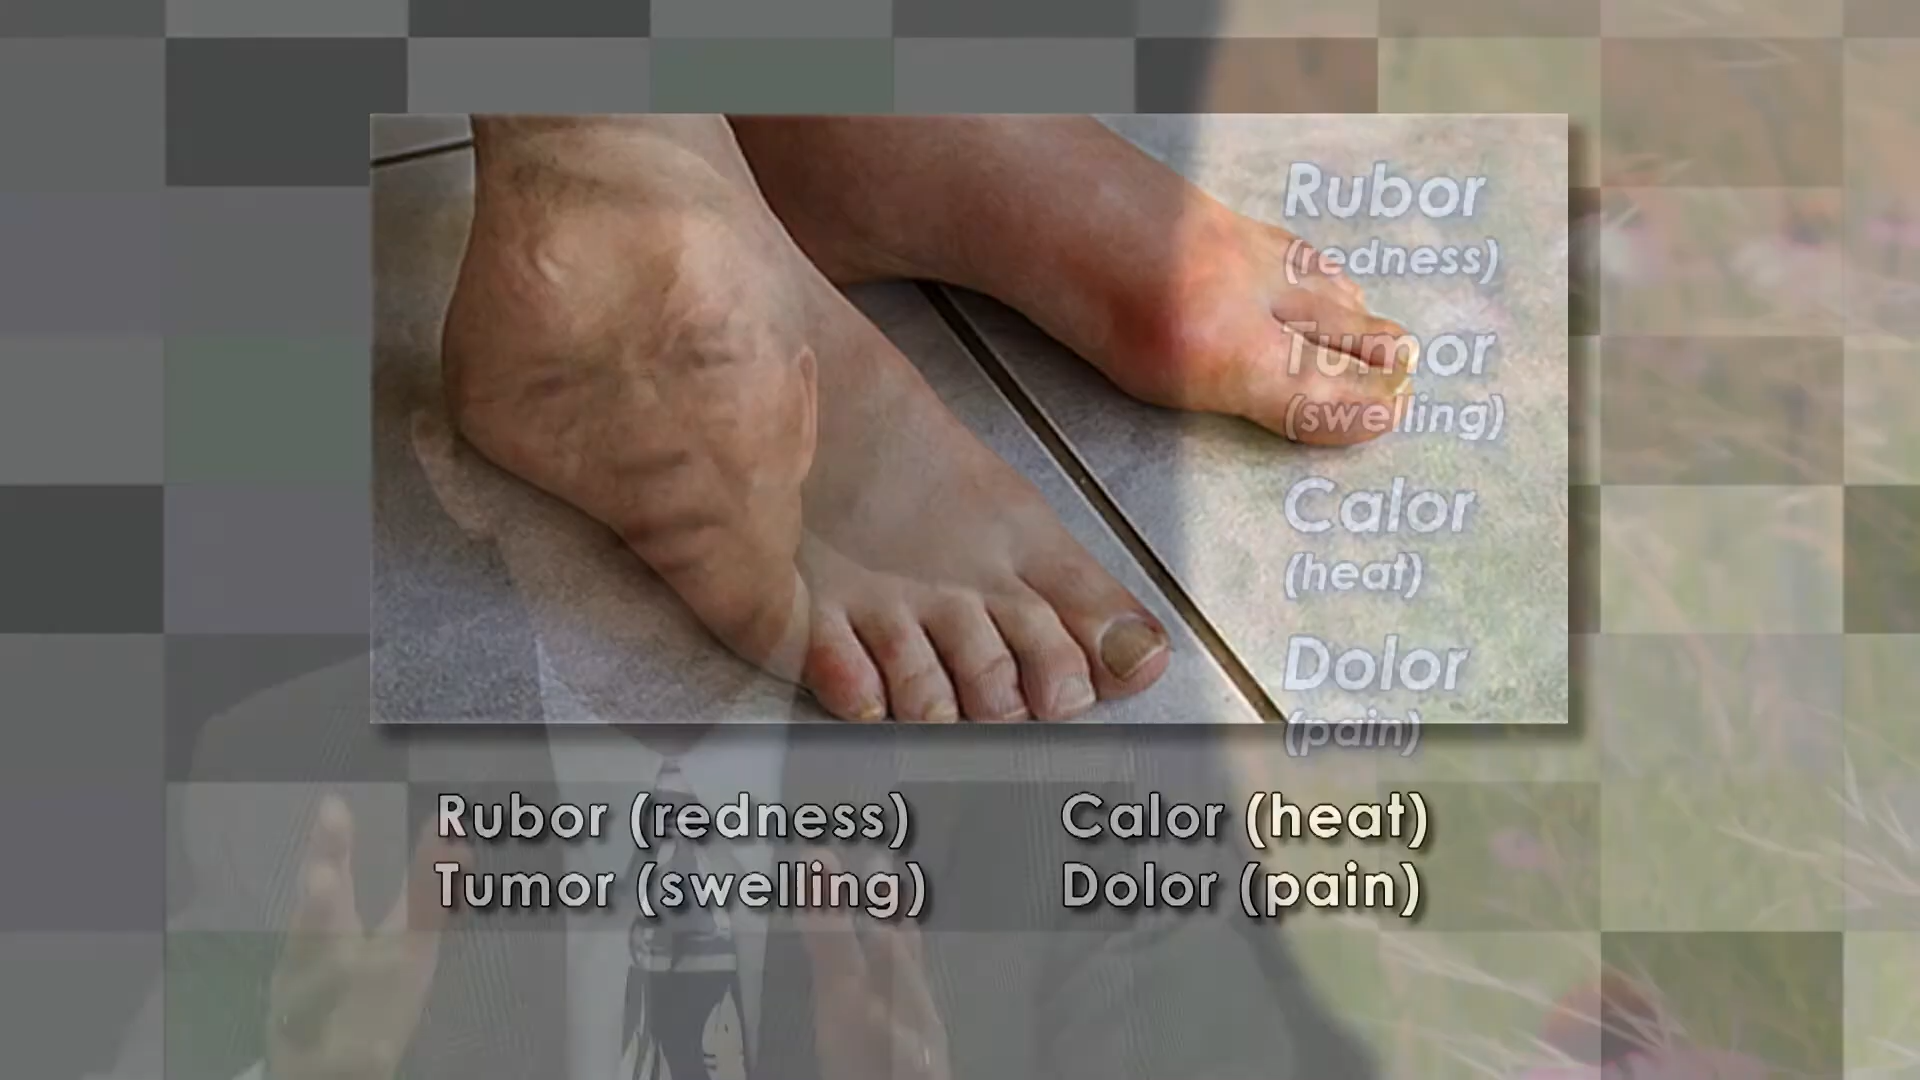 Rubor
(redness)
Tumor
(swelling)
Calor
(heat)
Dolor
(pain)
Rubor (redness)
Tumor (swelling)
Calor (heat)
Dolor (pain)